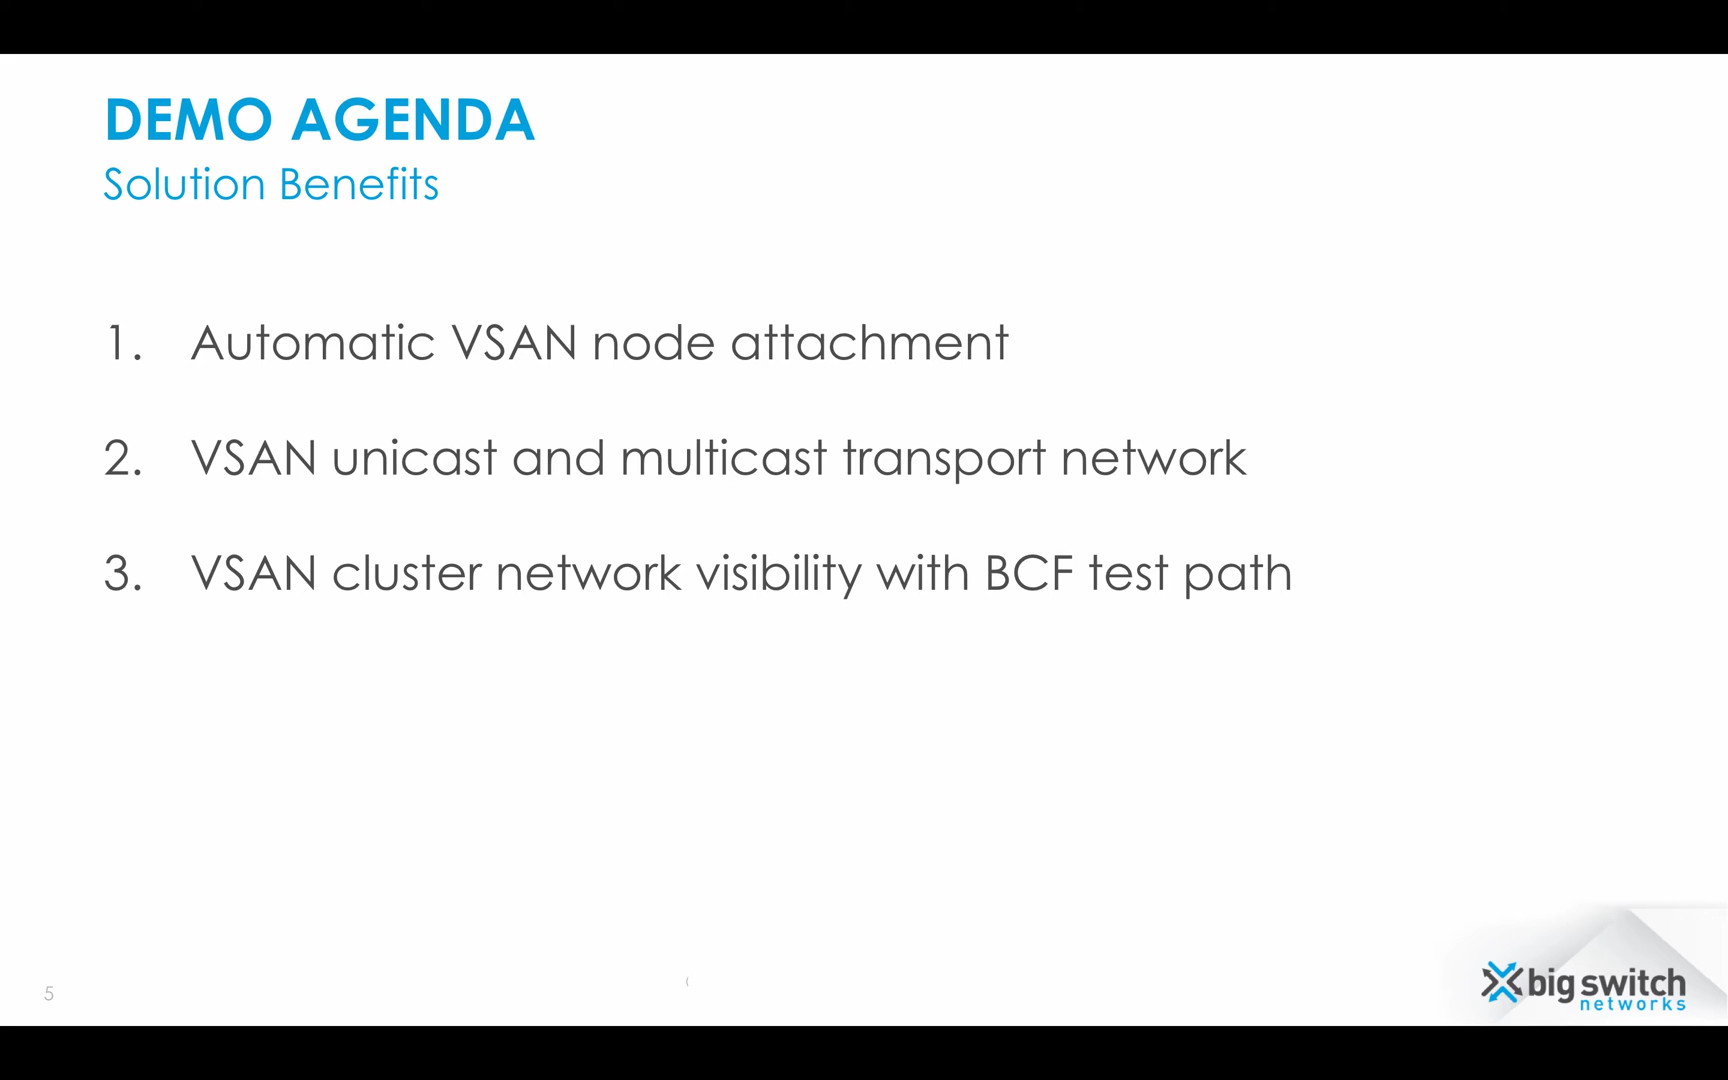 DEMO AGENDA
Solution Benefits
1. Automatic VSAN node attachment
2. VSAN unicast and multicast transport network
3. VSAN cluster network visibility with BCF test path
5
big switch
networks